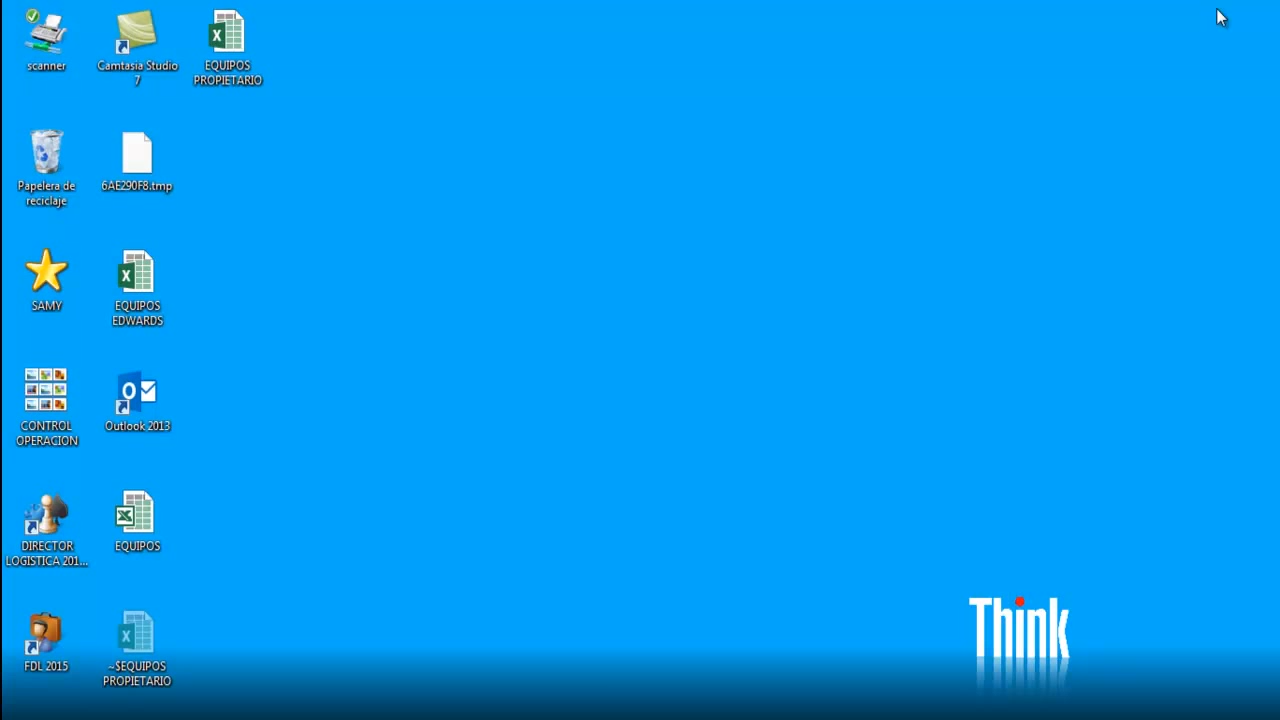 scanner
Camtasia Studio
7
EQUIPOS
PROPIETARIO
Papelera de
reciclaje
6AE290F8.tmp
SAMY
EQUIPOS
EDWARDS
CONTROL
OPERACION
Outlook 2013
DIRECTOR
LOGISTICA 201...
EQUIPOS
FDL 2015
~$EQUIPOS
PROPIETARIO
Think